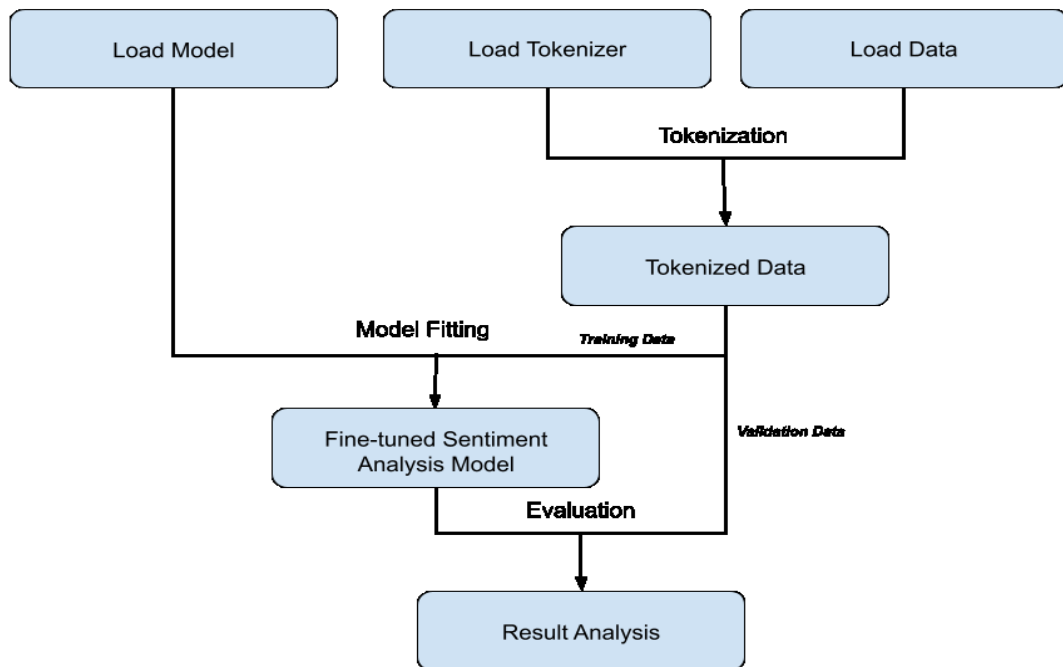 Load Model
Load Tokenizer
Load Data
Tokenization
Tokenized Data
Model Fitting
Training Data
Fine-tuned Sentiment
Analysis Model
Validation Data
Evaluation
Result Analysis